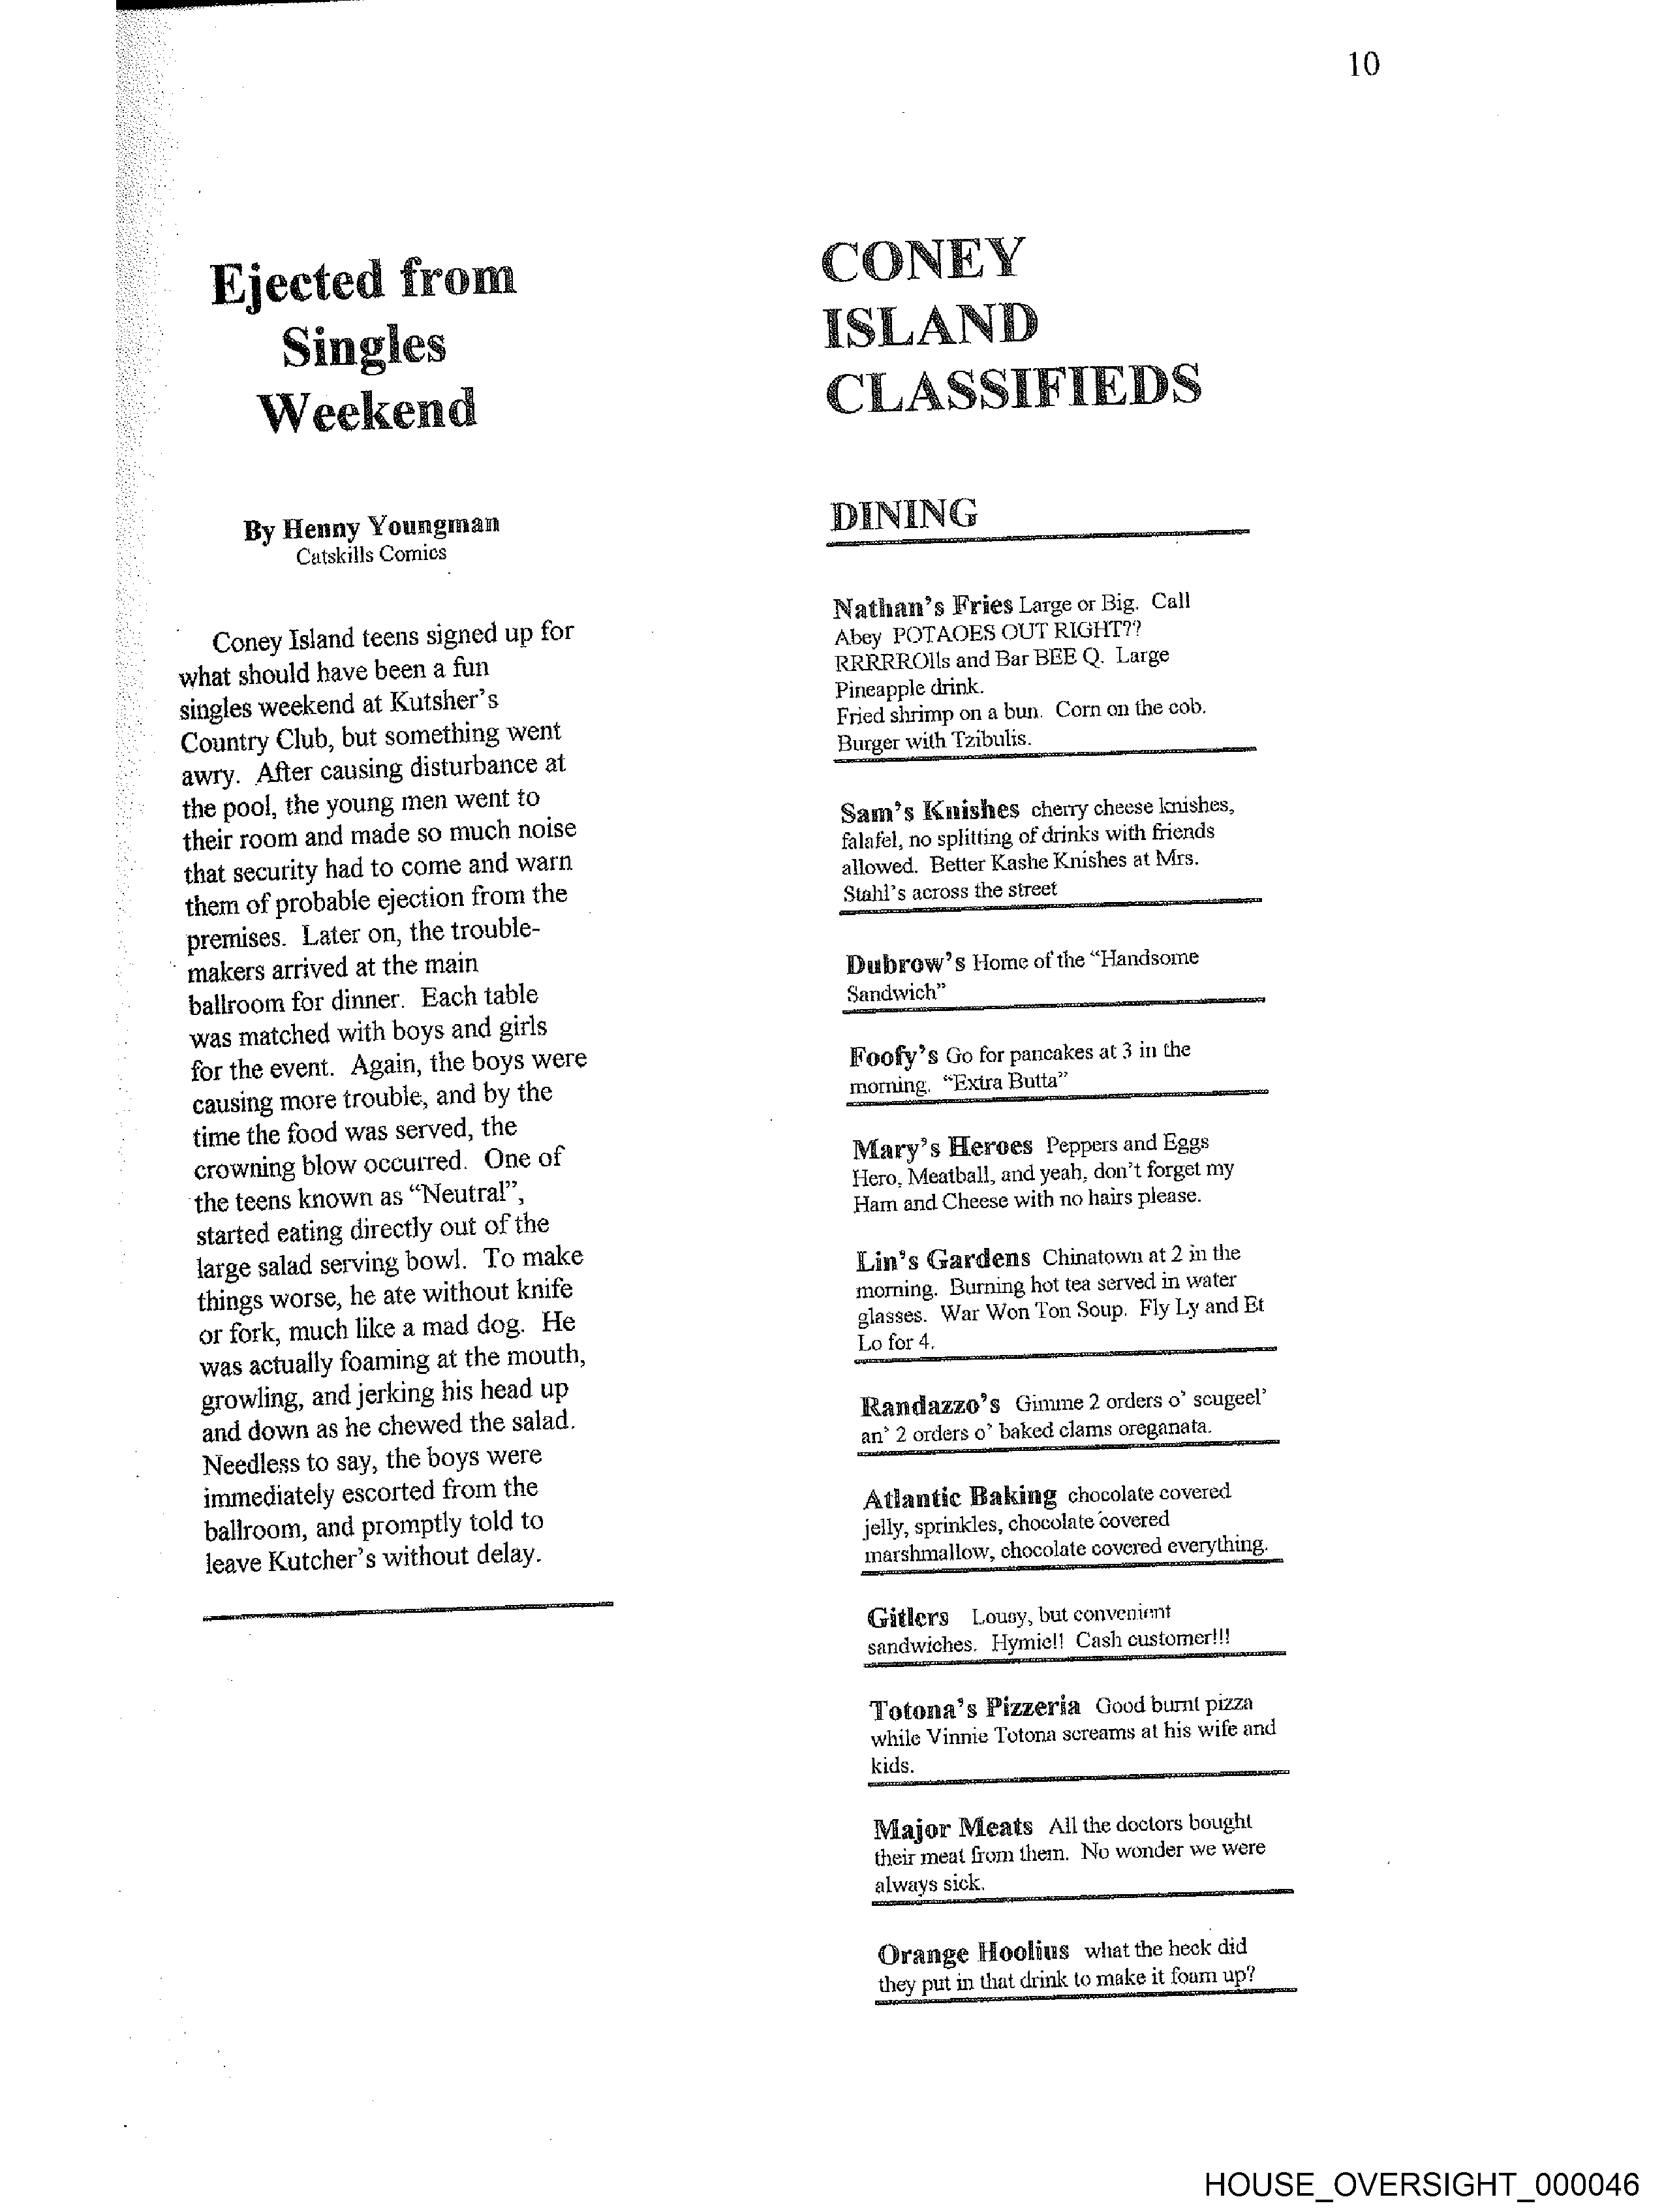 10
Ejected from
Singles
Weekend
By Henny Youngman
Catskills Comics
Coney Island teens signed up for
what should have been a fun
singles weekend at Kutsher's
Country Club, but something went
awry. After causing disturbance at
the pool, the young men went to
their room and made so much noise
that security had to come and warn
them of probable ejection from the
premises. Later on, the trouble-
makers arrived at the main
ballroom for dinner. Each table
was matched with boys and girls
for the event. Again, the boys were
causing more trouble, and by the
time the food was served, the
crowning blow occurred. One of
the teens known as "Neutral",
started eating directly out of the
large salad serving bowl. To make
things worse, he ate without knife
or fork, much like a mad dog. He
was actually foaming at the mouth,
growling, and jerking his head up
and down as he chewed the salad.
Needless to say, the boys were
immediately escorted from the
ballroom, and promptly told to
leave Kutcher's without delay.
CONEY
ISLAND
CLASSIFIEDS
DINING
Nathan's Fries Large or Big. Call
Abey POTAOES OUT RIGHT??
RRRRROlls and Bar BEE Q. Large
Pineapple drink.
Fried shrimp on a bun. Corn on the cob.
Burger with Tzibulis.
Sam's Knishes cherry cheese knishes,
falafel, no splitting of drinks with friends
allowed. Better Kashe Knishes at Mrs.
Stahl's across the street
Dubrow's Home of the "Handsome
Sandwich"
Foofy's Go for pancakes at 3 in the
morning. "Extra Butta"
Mary's Heroes Peppers and Eggs
Hero, Meatball, and yeah, don't forget my
Ham and Cheese with no hairs please.
Lin's Gardens Chinatown at 2 in the
morning. Burning hot tea served in water
glasses. War Won Ton Soup. Fly Ly and Et
Lo for 4.
Randazzo's Gimme 2 orders o' scugeel'
an' 2 orders o' baked clams oreganata.
Atlantic Baking chocolate covered
jelly, sprinkles, chocolate covered
marshmallow, chocolate covered everything.
Gitlers Lousy, but convenient
sandwiches. Hymie!! Cash customer!!!
Totona's Pizzeria Good burnt pizza
while Vinnie Totona screams at his wife and
kids.
Major Meats All the doctors bought
their meat from them. No wonder we were
always sick.
Orange Hoolius what the heck did
they put in that drink to make it foam up?
HOUSE_OVERSIGHT_000046